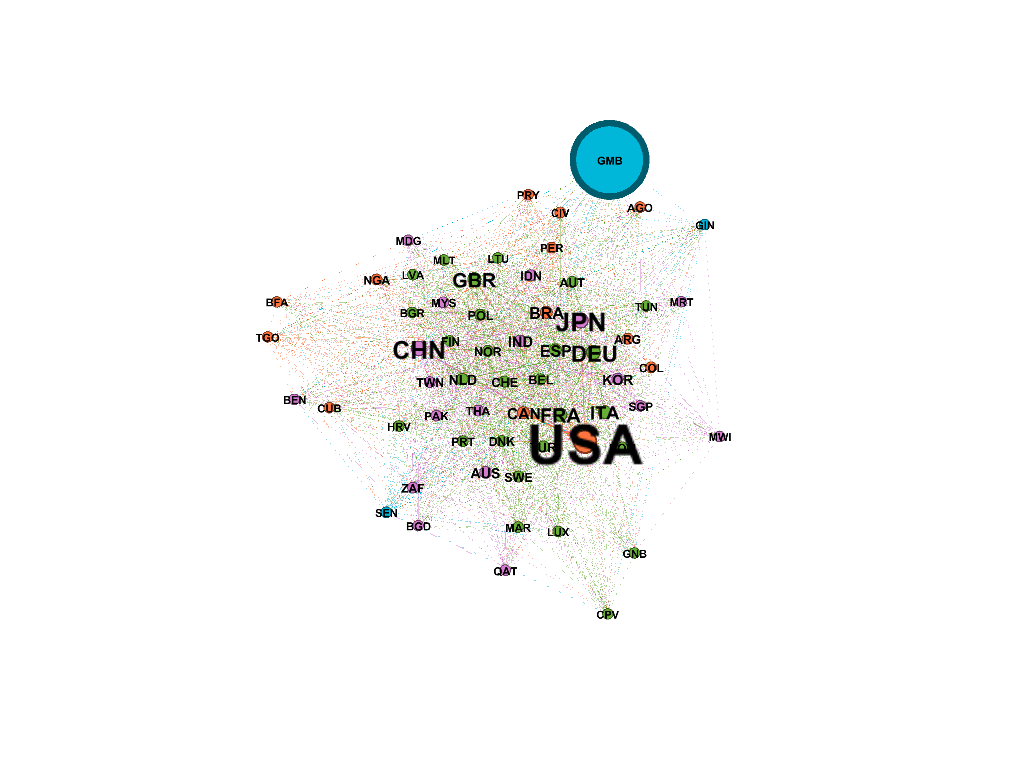 GMB
PRY
AGO
CIV
GIN
MDG
PER
LTU
MLT
LVA
IDN
NGA
GBR
AUT
BFA
MYS
MRT
TUN
BGR
BRA
POL
JPN
TGO
ARG
FIN
IND
CHN
NOR
ESP
DEU
COL
TWN
NLD
CHE
BEL
KOR
BEN
CUB
SGP
PAK
THA
CAN
FRA
ITA
HRV
MWI
PRT
DNK
USA
AUS
SWE
ZAF
SEN
BGD
MAR
LUX
GNB
QAT
CPV